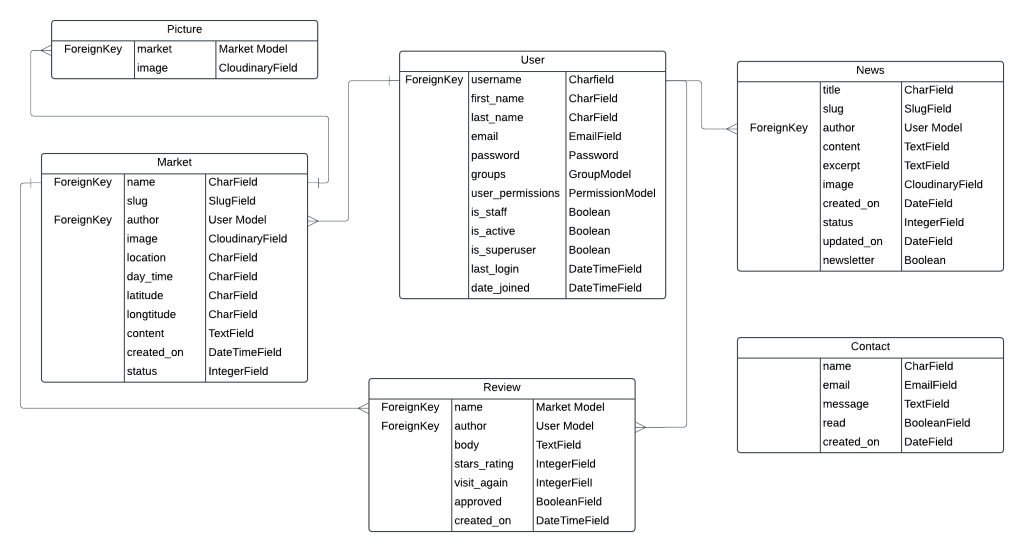 Picture
ForeignKey market Market Model
image CloudinaryField
User
ForeignKey username Charfield
first_name CharField
last_name CharField
email EmailField
password Password
groups GroupModel
user_permissions PermissionModel
is_staff Boolean
is_active Boolean
is_superuser Boolean
last_login DateTimeField
date_joined DateTimeField
News
title CharField
slug SlugField
ForeignKey author User Model
content TextField
excerpt TextField
image CloudinaryField
created_on DateField
status IntegerField
updated_on DateField
newsletter Boolean
Market
ForeignKey name CharField
slug SlugField
ForeignKey author User Model
image CloudinaryField
location CharField
day_time CharField
latitude CharField
longtitude CharField
content TextField
created_on DateTimeField
status IntegerField
Contact
name CharField
email EmailField
message TextField
read BooleanField
created_on DateField
Review
ForeignKey name Market Model
ForeignKey author User Model
body TextField
stars_rating IntegerField
visit_again IntegerFiell
approved BooleanField
created_on DateTimeField